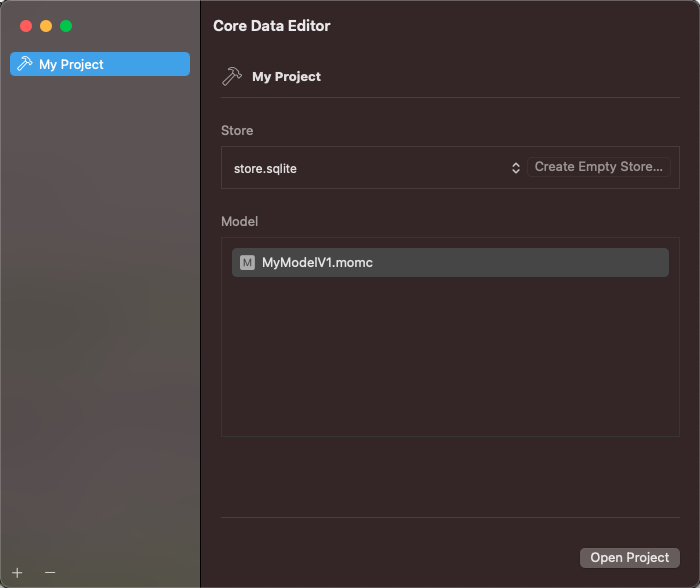 Core Data Editor
My Project
My Project
Store
store.sqlite
Create Empty Store...
Model
M MyModelV1.momc
Open Project